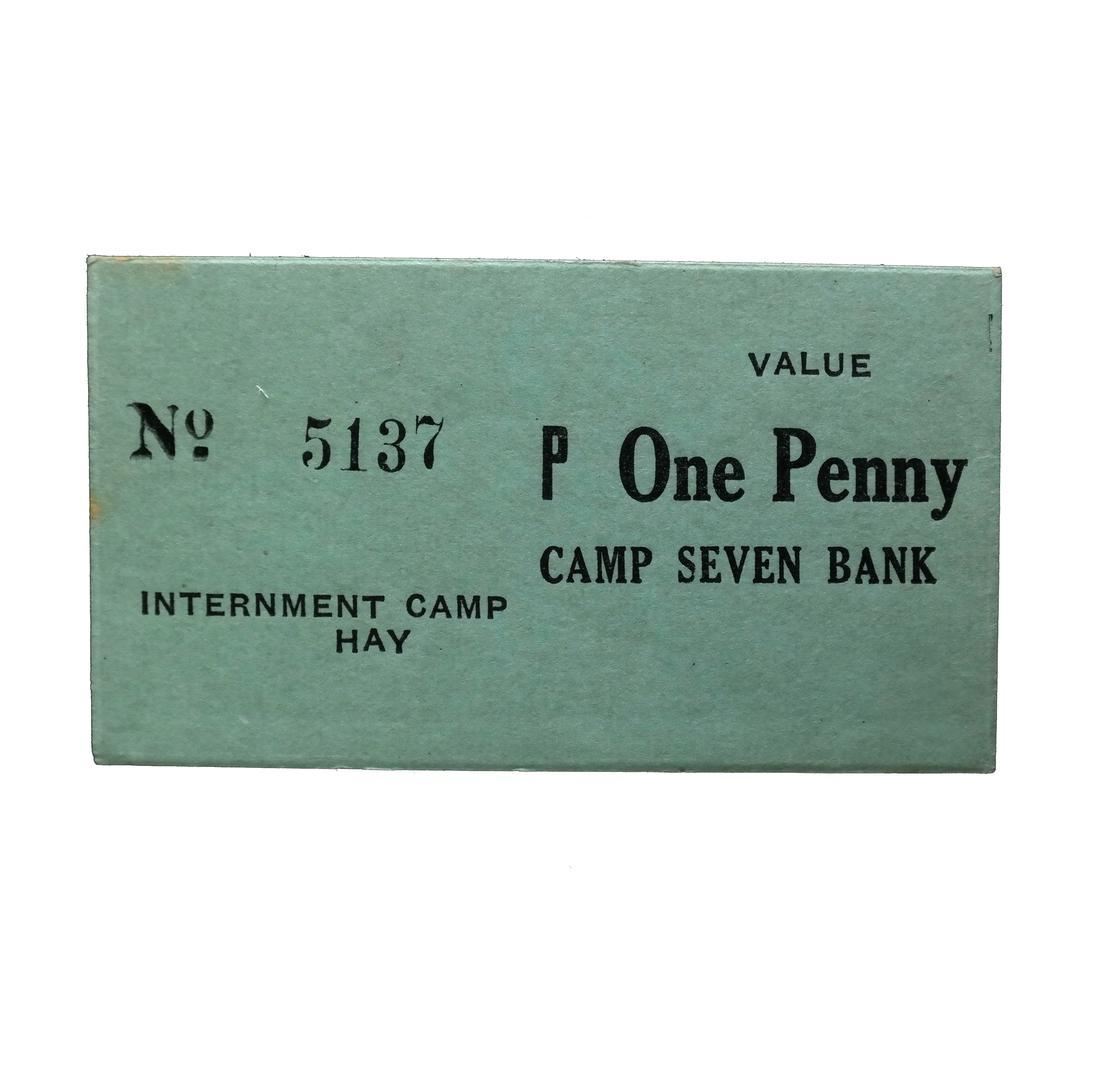 VALUE
Nº 5137
P One Penny
CAMP SEVEN BANK
INTERNMENT CAMP
HAY